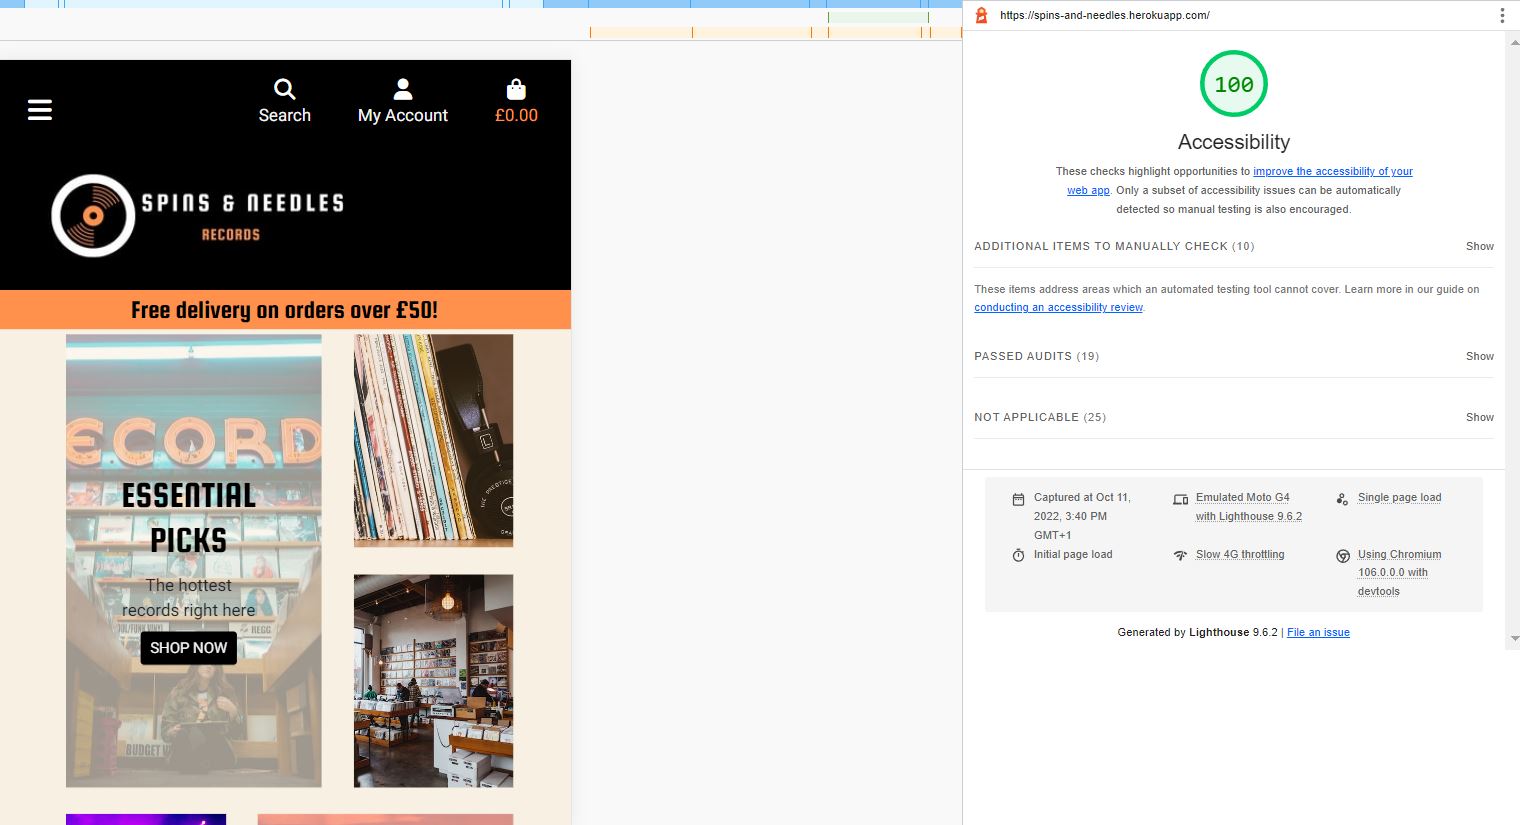 https://spins-and-needles.herokuapp.com/
Search
My Account
£0.00
SPINS & NEEDLES
RECORDS
Free delivery on orders over £50!
ECORD
ESSENTIAL
PICKS
The hottest
records right here
SHOP NOW
REGG
BUDGET
100
Accessibility
These checks highlight opportunities to improve the accessibility of your
web app. Only a subset of accessibility issues can be automatically
detected so manual testing is also encouraged.
ADDITIONAL ITEMS TO MANUALLY CHECK (10)
Show
These items address areas which an automated testing tool cannot cover. Learn more in our guide on
conducting an accessibility review.
PASSED AUDITS (19)
Show
NOT APPLICABLE (25)
Show
Captured at Oct 11,
2022, 3:40 PM
GMT+1
Emulated Moto G4
with Lighthouse 9.6.2
Single page load
Initial page load
Slow 4G throttling
Using Chromium
106.0.0.0 with
devtools
Generated by Lighthouse 9.6.2 | File an issue